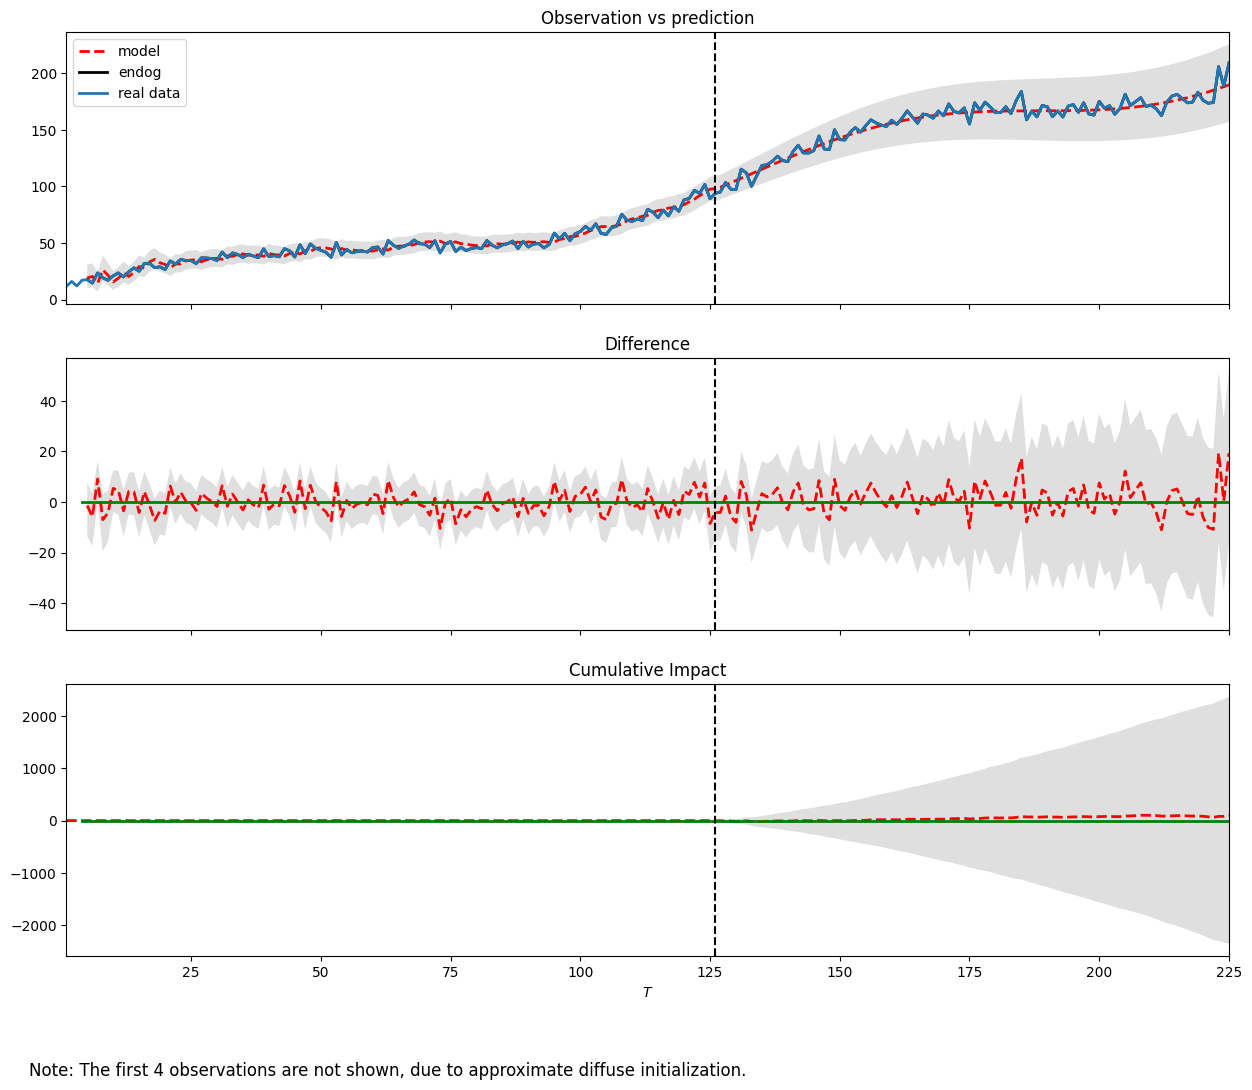 Observation vs prediction
model
endog
real data
200
150
100
50
0
Difference
40
20
0
−20
−40
Cumulative Impact
2000
1000
0
−1000
−2000
25 50 75 100 125 150 175 200 225
T
Note: The first 4 observations are not shown, due to approximate diffuse initialization.